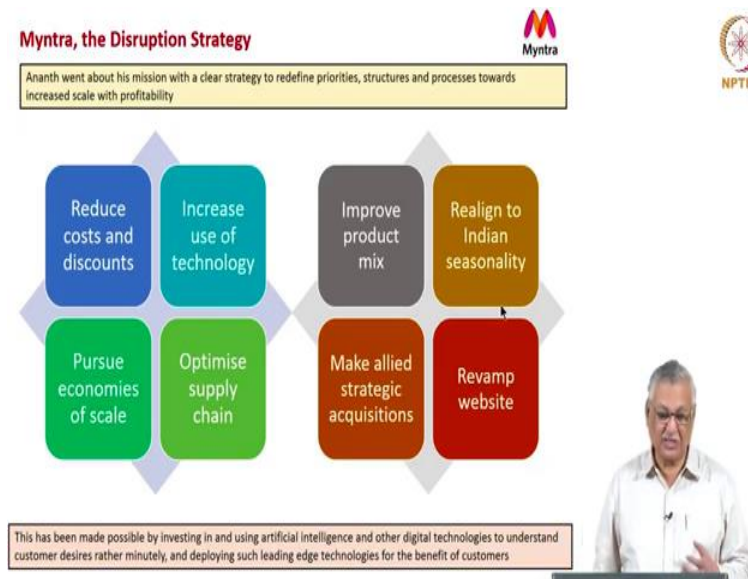 Myntra, the Disruption Strategy
Myntra
Ananth went about his mission with a clear strategy to redefine priorities, structures and processes towards
increased scale with profitability
Reduce
costs and
discounts
Increase
use of
technology
Improve
product
mix
Realign to
Indian
seasonality
Pursue
economies
of scale
Optimise
supply
chain
Make allied
strategic
acquisitions
Revamp
website
This has been made possible by investing in and using artificial intelligence and other digital technologies to understand
customer desires rather minutely, and deploying such leading edge technologies for the benefit of customers